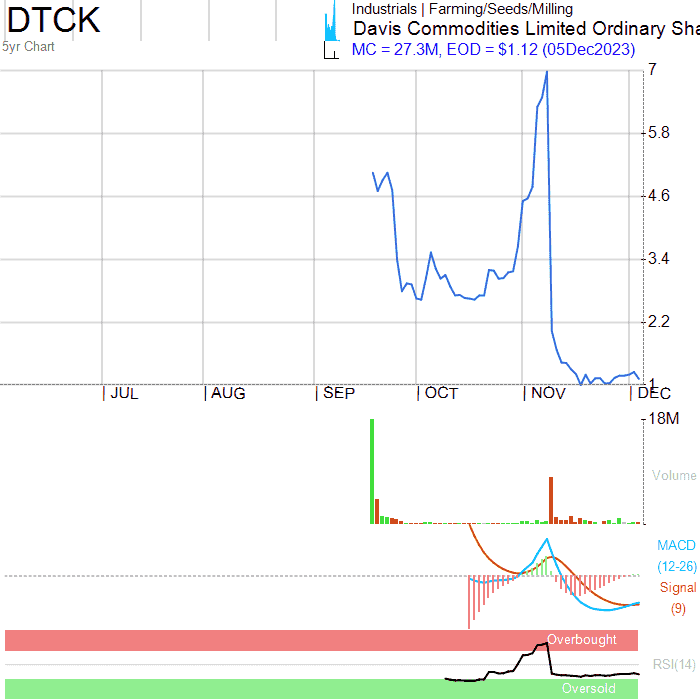 DTCK
5yr Chart
Industrials | Farming/Seeds/Milling
Davis Commodities Limited Ordinary Sha
MC = 27.3M, EOD = $1.12 (05Dec2023)
7
5.8
4.6
3.4
2.2
1
JUL
AUG
SEP
OCT
NOV
DEC
18M
Volume
MACD
(12-26)
Signal
(9)
Overbought
RSI(14)
Oversold